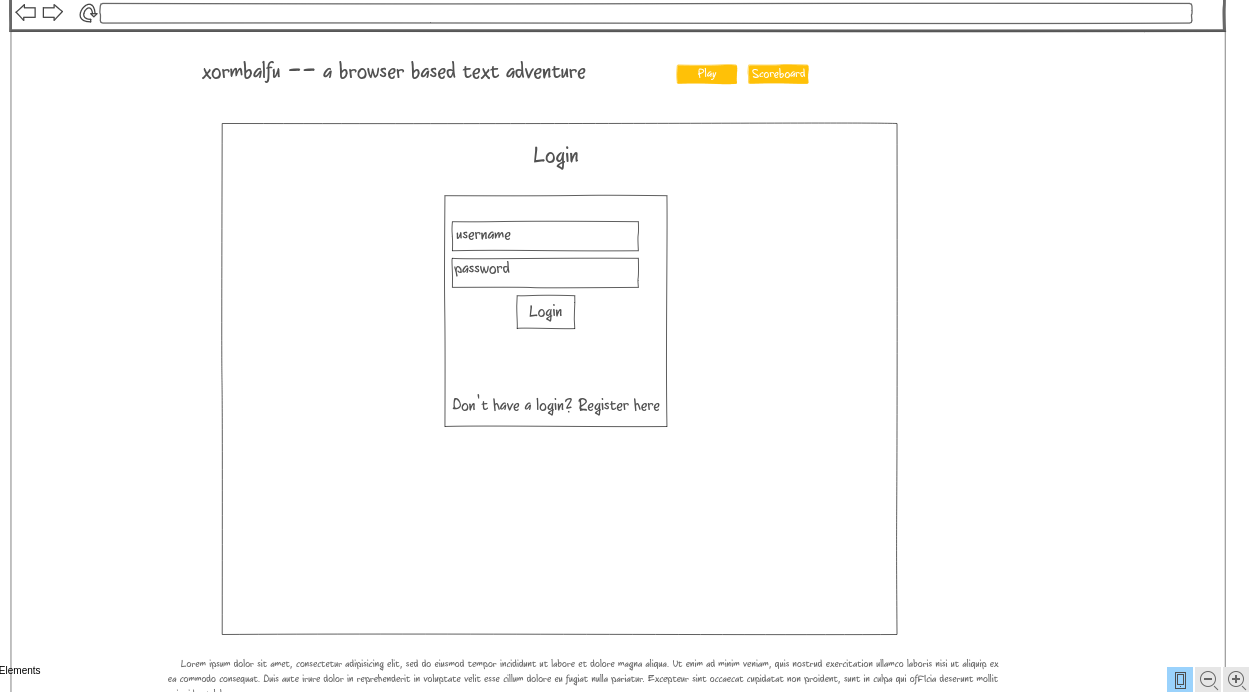 xormbalfu -- a browser based text adventure
Play
Scoreboard
Login
username
password
Login
Don't have a login? Register here
Elements
Lorem ipsum dolor sit amet, consectetur adipisicing elit, sed do eiusmod tempor incididunt ut labore et dolore magna aliqua. Ut enim ad minim veniam, quis nostrud exercitation ullamco laboris nisi ut aliquip ex
ea commodo consequat. Duis aute irure dolor in reprehenderit in voluptate velit esse cillum dolore eu fugiat nulla pariatur. Excepteur sint occaecat cupidatat non proident, sunt in culpa qui officia deserunt mollit